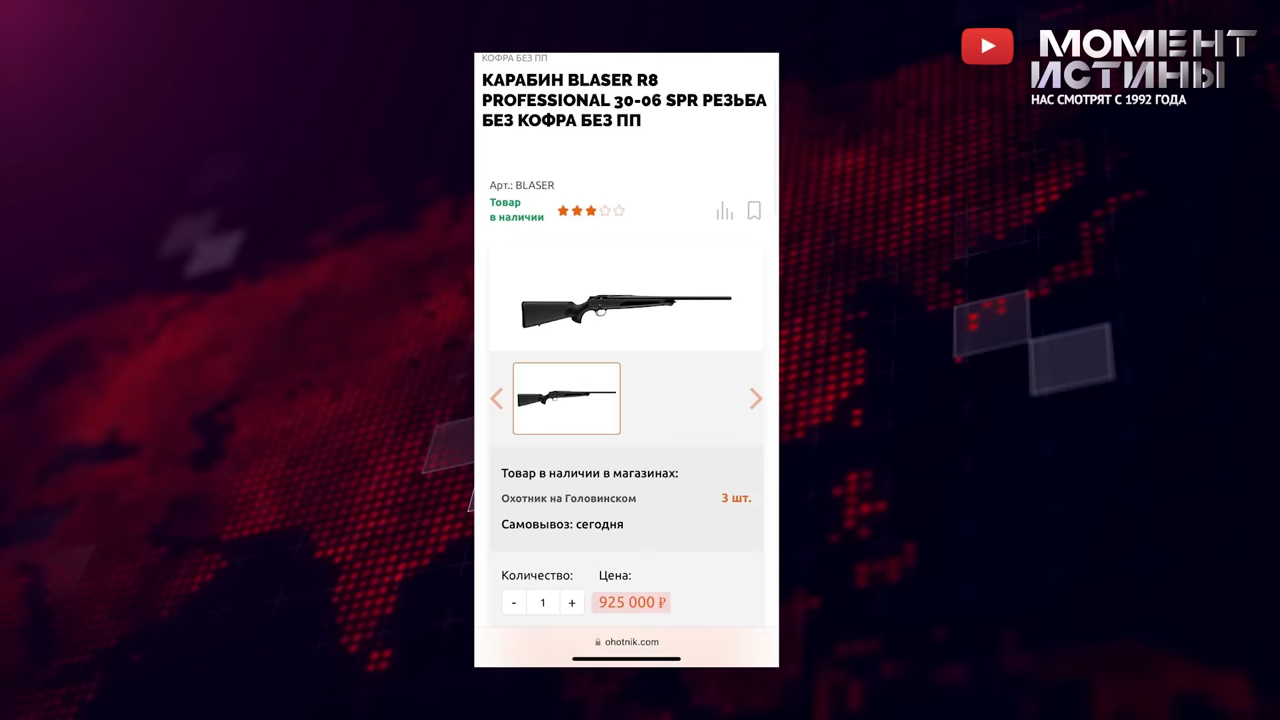 МОМЕНТ
ИСТИНЫ
НАС СМОТРЯТ С 1992 ГОДА
КОФРА БЕЗ ПП
КАРАБИН BLASER R8
PROFESSIONAL 30-06 SPR РЕЗЬБА
БЕЗ КОФРА БЕЗ ПП
Арт.: BLASER
Товар
в наличии
Товар в наличии в магазинах:
Охотник на Головинском
3 шт.
Самовывоз: сегодня
Количество:
Цена:
- 1 +
925 000 ₽
ohotnik.com